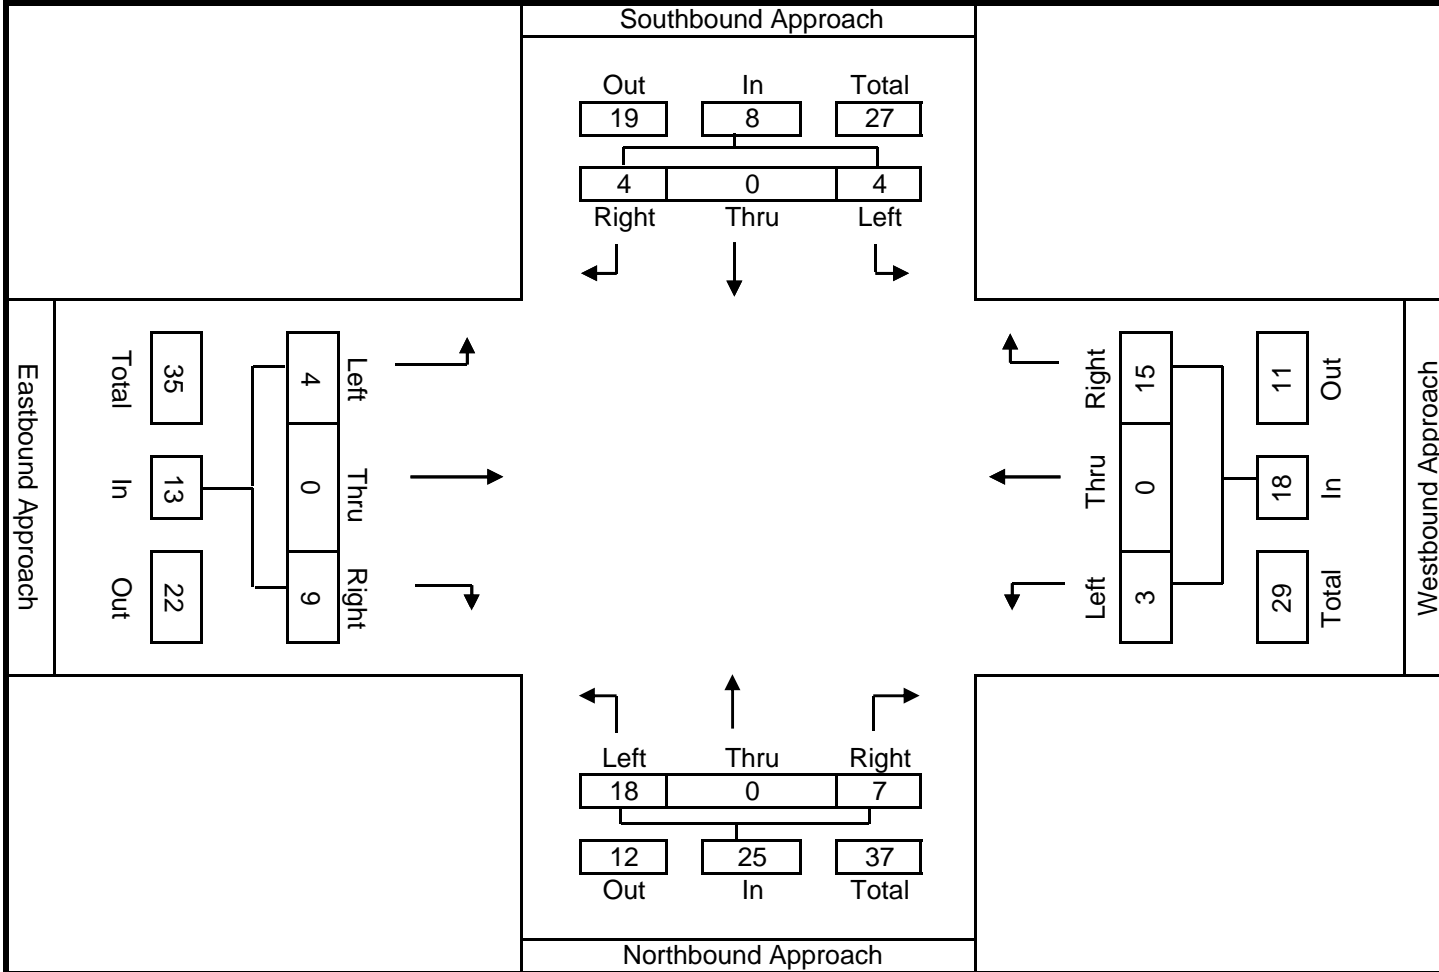 Southbound Approach
Out In Total
19 8 27
4 0 4
Right Thru Left
Eastbound Approach
Total In Out
35 13 22
4 0 9
Left Thru Right
Right Thru Left
15 0 3
11 18 29
Out In Total
Westbound Approach
Left Thru Right
18 0 7
12 25 37
Out In Total
Northbound Approach